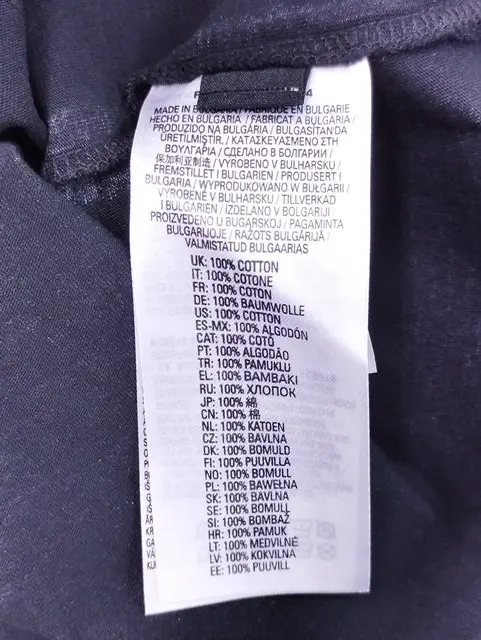 MADE IN BULGARIA / FABRIQUÉ EN BULGARIE
HECHO EN BULGARIA / FABRICAT A BULGÀRIA
PRODUZIDO NA BULGÁRIA / BULGASITANDA
ÜRETİLMİŞTİR. / ΚΑΤΑΣΚΕΥΑΣΜΕΝΟ ΣΤΗ
ΒΟΥΛΓΑΡΙΑ / СДЕЛАНО В БОЛГАРИИ /
保加利亚制造 / VYROBENO V BULHARSKU /
FREMSTILLET I BULGARIEN / PRODUSERT I
BULGARIA / WYPRODUKOWANO W BUŁGARII /
VYROBENÉ V BULHARSKU / TILLVERKAD
I BULGARIEN / IZDELANO V BOLGARIJI
PROIZVEDENO U BUGARSKOJ / PAGAMINTA
BULGARIJOJE / RAŽOTS BULGĀRIJĀ /
VALMISTATUD BULGAARIAS
UK: 100% COTTON
IT: 100% COTONE
FR: 100% COTON
DE: 100% BAUMWOLLE
US: 100% COTTON
ES-MX: 100% ALGODÓN
CAT: 100% COTÓ
PT: 100% ALGODÃO
TR: 100% PAMUKLU
EL: 100% ΒΑΜΒΑΚΙ
RU: 100% ХЛОПОК
JP: 100% 綿
CN: 100% 棉
NL: 100% KATOEN
CZ: 100% BAVLNA
DK: 100% BOMULD
FI: 100% PUUVILLA
NO: 100% BOMULL
PL: 100% BAWEŁNA
SK: 100% BAVLNA
SE: 100% BOMULL
SI: 100% BOMBAŽ
HR: 100% PAMUK
LT: 100% MEDVILNĖ
LV: 100% KOKVILNA
EE: 100% PUUVILL